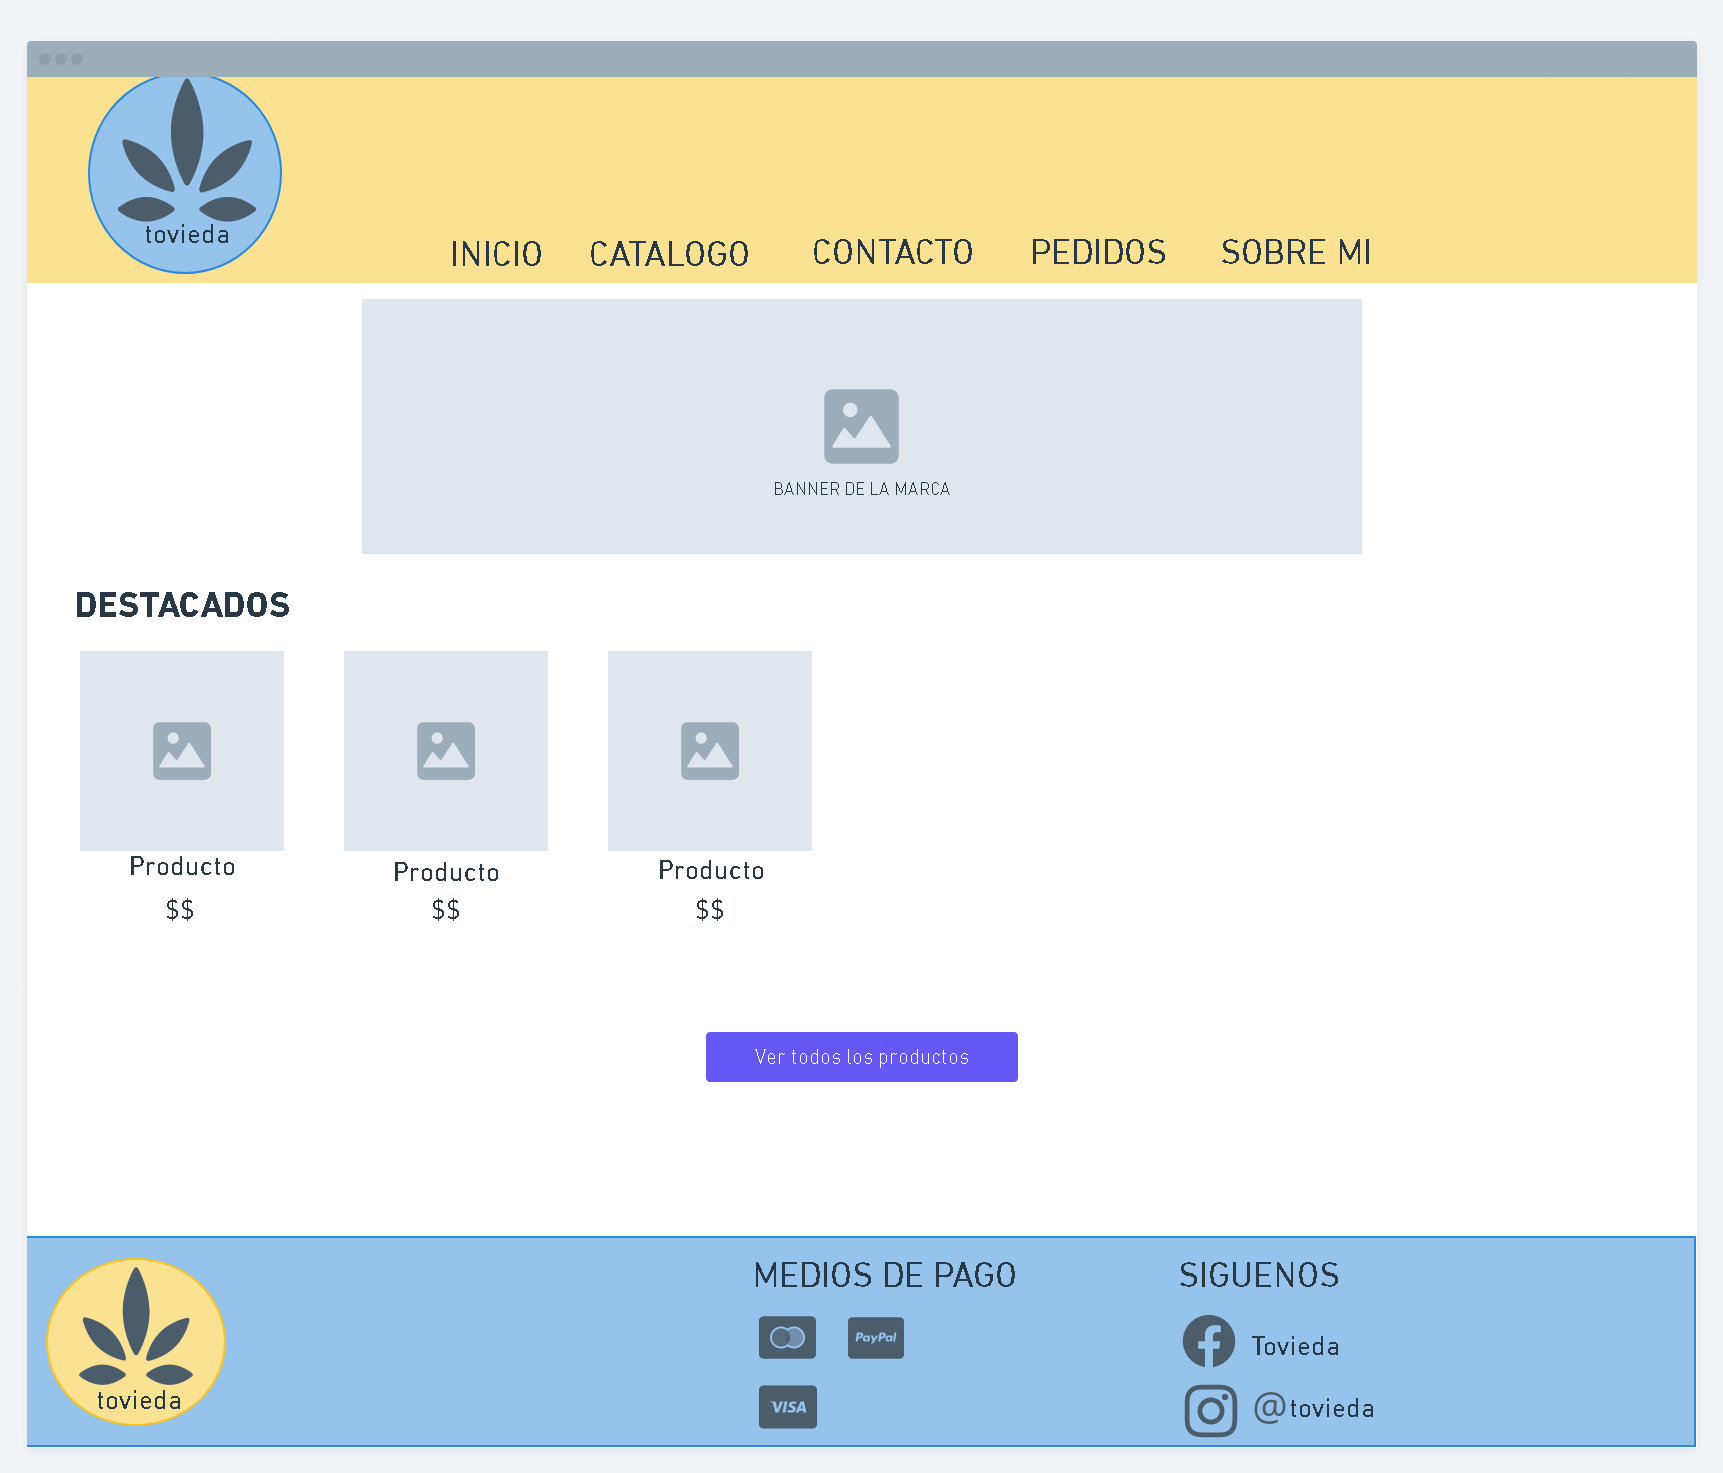 tovieda
INICIO CATALOGO CONTACTO PEDIDOS SOBRE MI
BANNER DE LA MARCA
DESTACADOS
Producto Producto Producto
$$ $$ $$
Ver todos los productos
tovieda
MEDIOS DE PAGO
PayPal
VISA
SIGUENOS
Tovieda
@tovieda